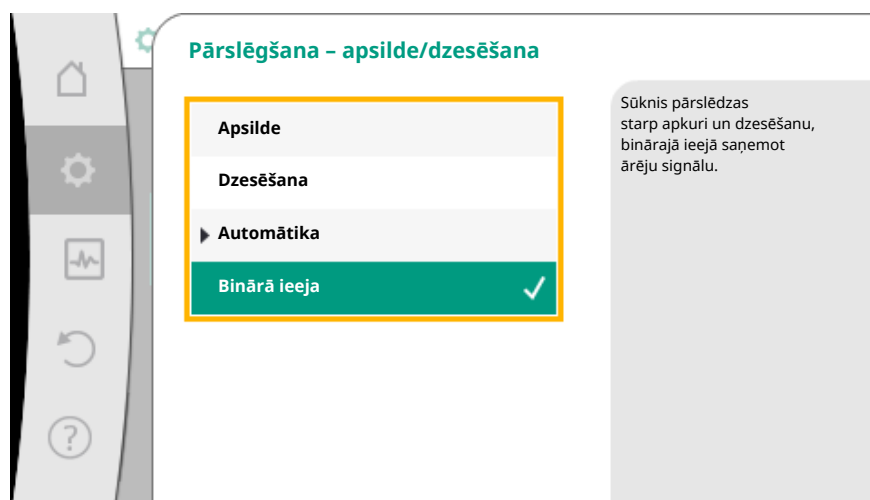 Pārslēgšana – apsilde/dzesēšana
Apsilde
Dzesēšana
Automātika
Binārā ieeja
Sūknis pārslēdzas
starp apkuri un dzesēšanu,
binārajā ieejā saņemot
ārēju signālu.